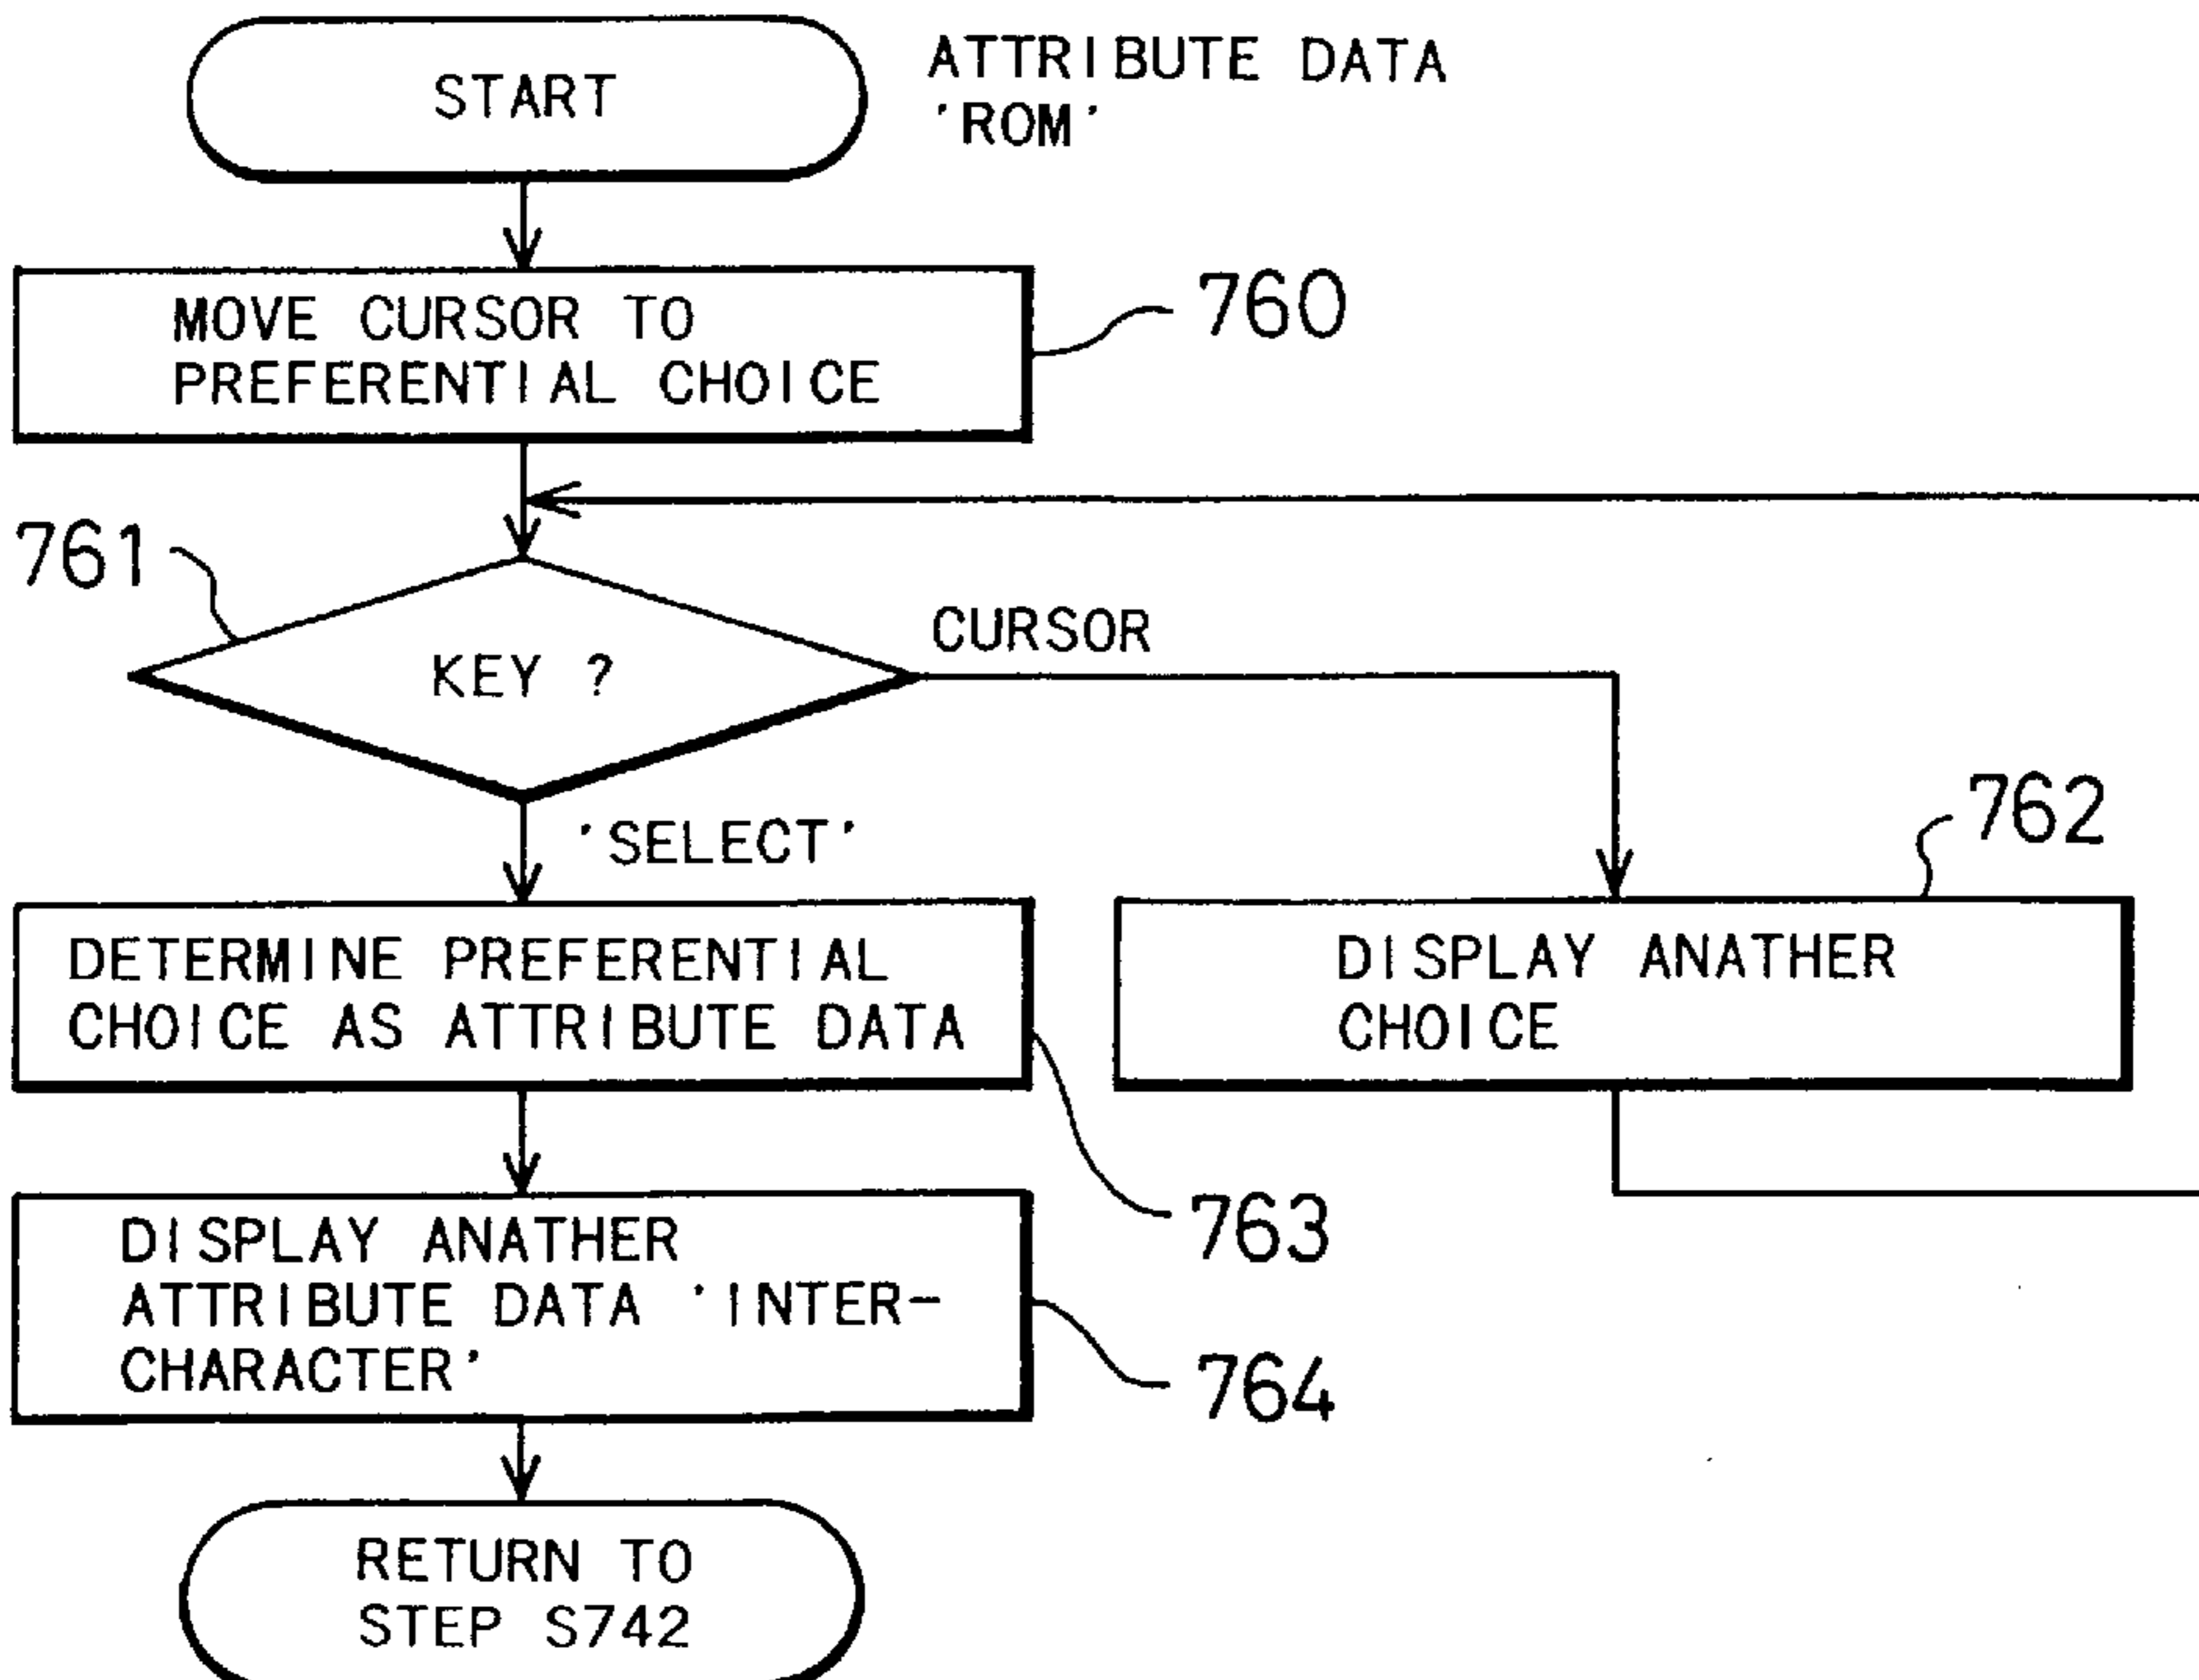 START
ATTRIBUTE DATA
'ROM'
MOVE CURSOR TO
PREFERENTIAL CHOICE
760
761
KEY ?
CURSOR
'SELECT'
762
DETERMINE PREFERENTIAL
CHOICE AS ATTRIBUTE DATA
DISPLAY ANATHER
CHOICE
763
DISPLAY ANATHER
ATTRIBUTE DATA 'INTER-
CHARACTER'
764
RETURN TO
STEP S742